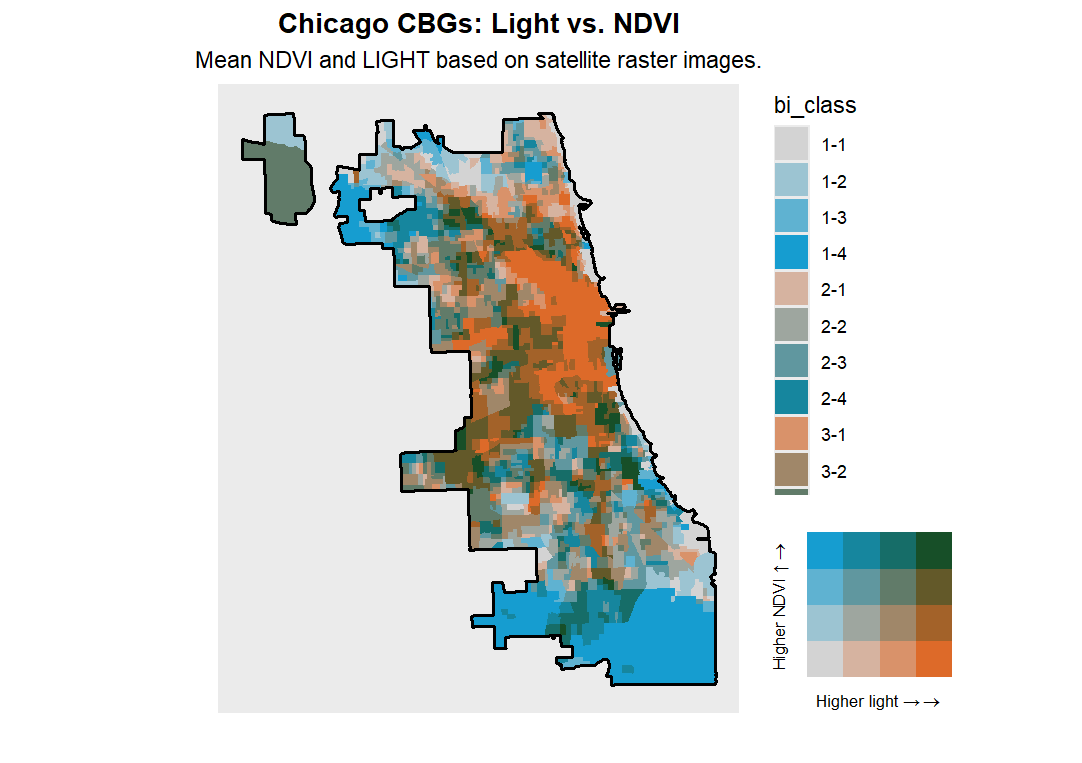 Chicago CBGs: Light vs. NDVI
Mean NDVI and LIGHT based on satellite raster images.
bi_class
1-1
1-2
1-3
1-4
2-1
2-2
2-3
2-4
3-1
3-2
Higher NDVI ↑ →
Higher light → →